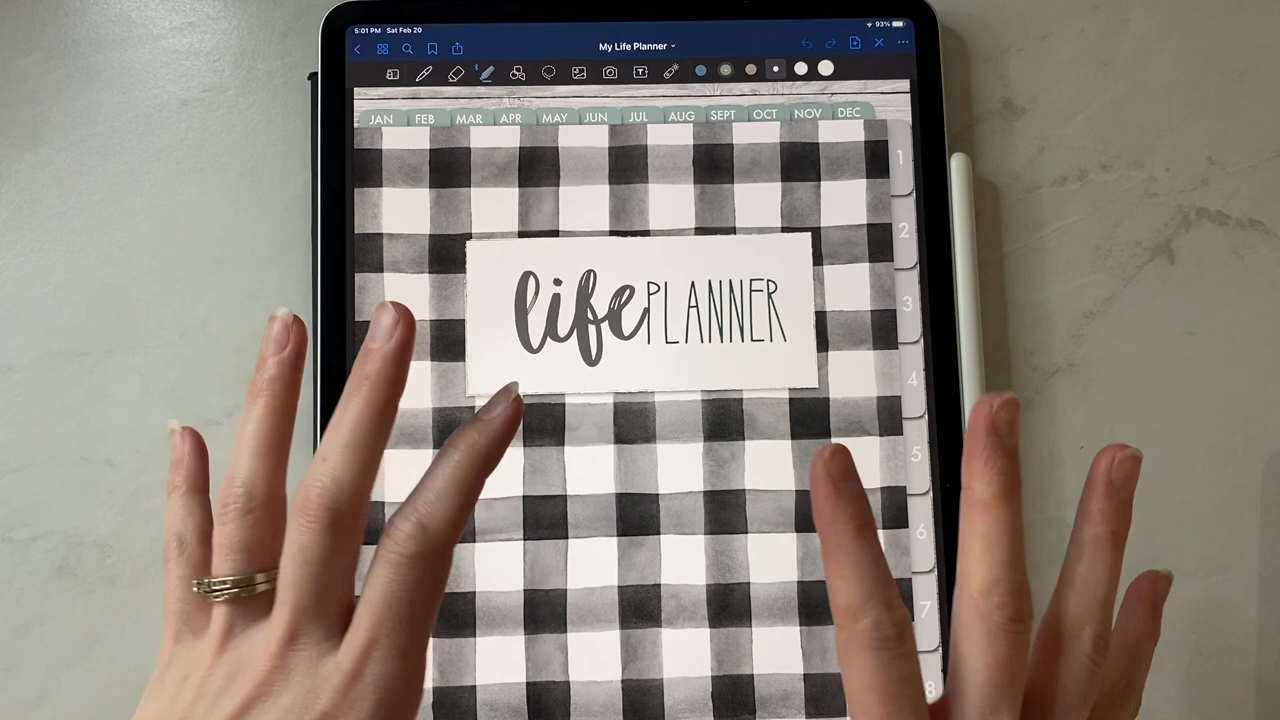 5:01 PM Sat Feb 20
93%
My Life Planner
JAN FEB MAR APR MAY JUN JUL AUG SEPT OCT NOV DEC
1
2
life PLANNER
3
4
5
6
7
8